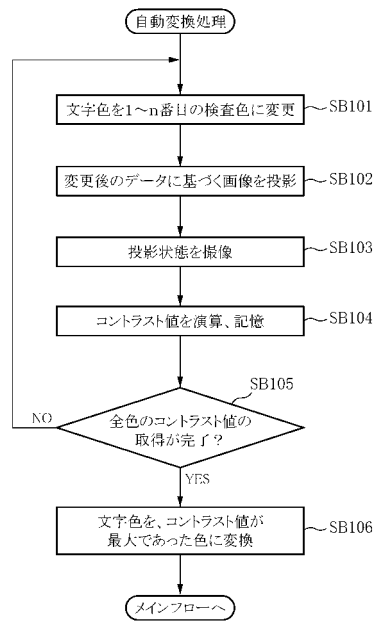 自動変換処理
文字色を1～n番目の検査色に変更
SB101
変更後のデータに基づく画像を投影
SB102
投影状態を撮像
SB103
コントラスト値を演算、記憶
SB104
SB105
全色のコントラスト値の
取得が完了？
NO
YES
文字色を、コントラスト値が
最大であった色に変換
SB106
メインフローへ